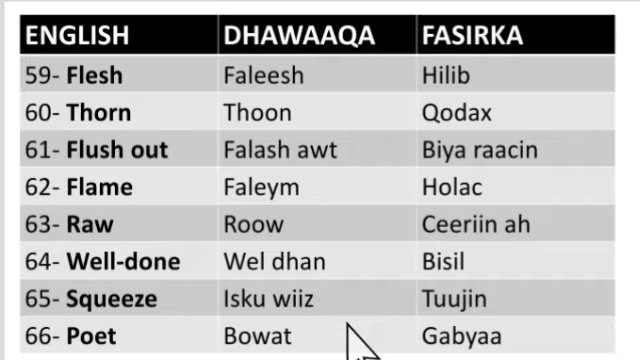 ENGLISH DHAWAAQA FASIRKA
59- Flesh Faleesh Hilib
60- Thorn Thoon Qodax
61- Flush out Falash awt Biya raacin
62- Flame Faleym Holac
63- Raw Roow Ceeriin ah
64- Well-done Wel dhan Bisil
65- Squeeze Isku wiiz Tuujin
66- Poet Bowat Gabyaa